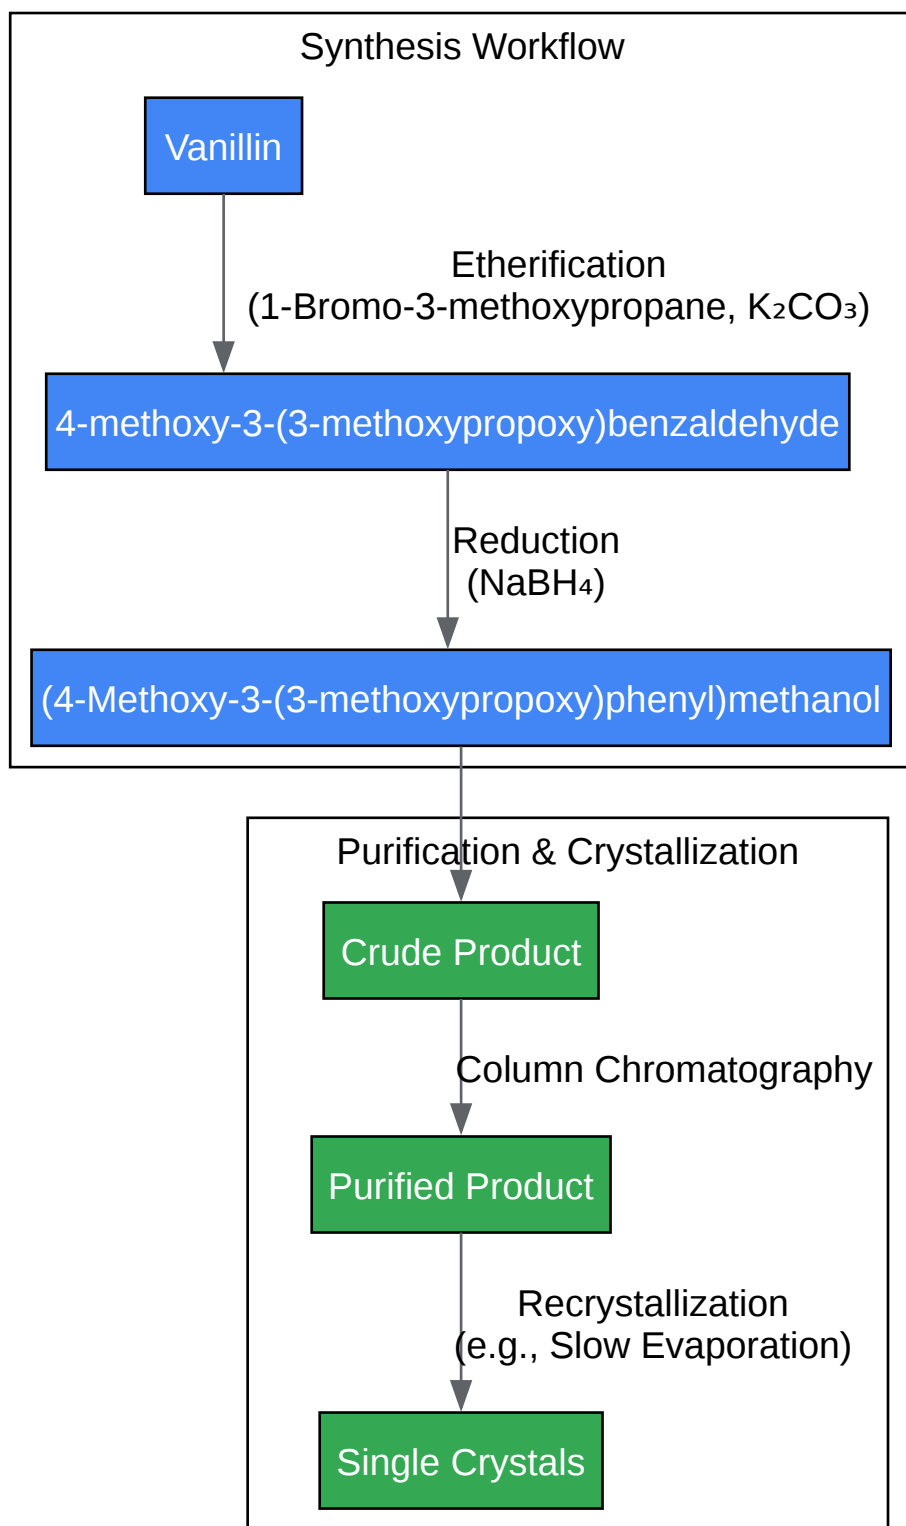 Synthesis Workflow
Vanillin
Etherification
(1-Bromo-3-methoxypropane, K₂CO₃)
4-methoxy-3-(3-methoxypropoxy)benzaldehyde
Reduction
(NaBH₄)
(4-Methoxy-3-(3-methoxypropoxy)phenyl)methanol
Purification & Crystallization
Crude Product
Column Chromatography
Purified Product
Recrystallization
(e.g., Slow Evaporation)
Single Crystals